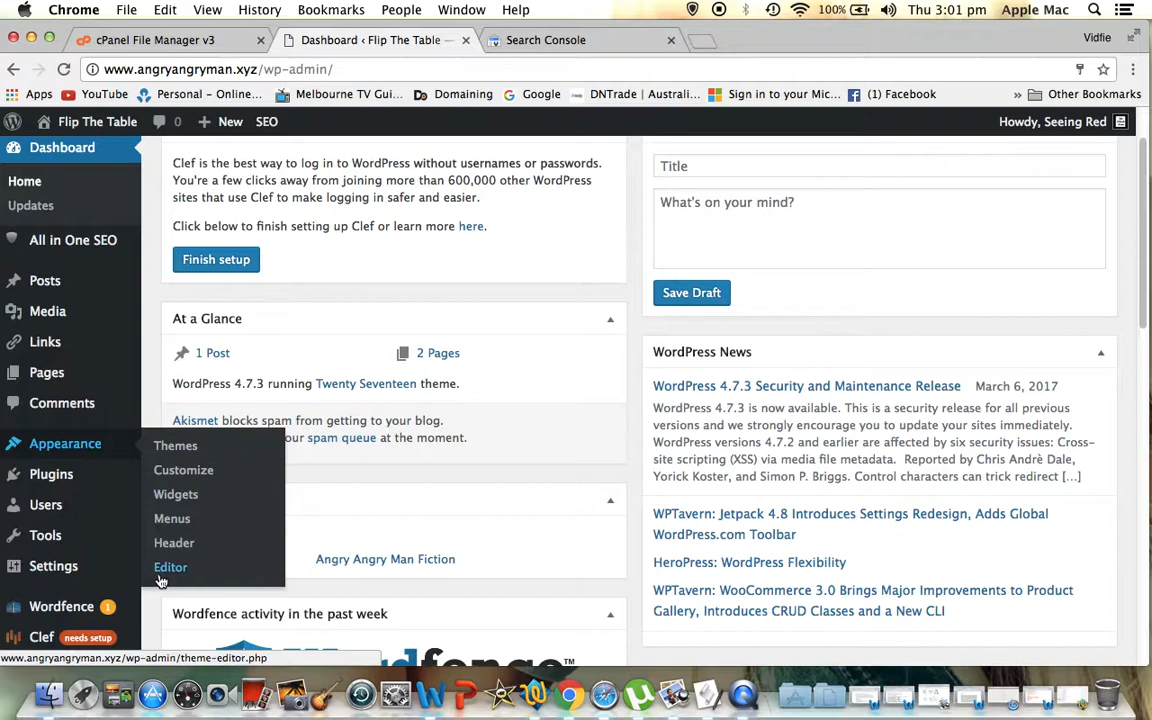 Chrome File Edit View History Bookmarks People Window Help 100% Thu 3:01 pm Apple Mac
cPanel File Manager v3 Dashboard ‹ Flip The Table — Search Console Vidfie
www.angryangryman.xyz/wp-admin/
Apps YouTube Personal - Online... Melbourne TV Gui... Domaining Google DNTrade | Australi... Sign in to your Mic... (1) Facebook » Other Bookmarks
Flip The Table 0 New SEO Howdy, Seeing Red
Dashboard
Home
Updates
All in One SEO
Posts
Media
Links
Pages
Comments
Appearance
Plugins
Users
Tools
Settings
Wordfence 1
Clef needs setup
Themes
Customize
Widgets
Menus
Header
Editor
Clef is the best way to log in to WordPress without usernames or passwords.
You're a few clicks away from joining more than 600,000 other WordPress
sites that use Clef to make logging in safer and easier.
Click below to finish setting up Clef or learn more here.
Finish setup
At a Glance
1 Post 2 Pages
WordPress 4.7.3 running Twenty Seventeen theme.
Akismet blocks spam from getting to your blog.
our spam queue at the moment.
Angry Angry Man Fiction
Wordfence activity in the past week
Title
What's on your mind?
Save Draft
WordPress News
WordPress 4.7.3 Security and Maintenance Release March 6, 2017
WordPress 4.7.3 is now available. This is a security release for all previous
versions and we strongly encourage you to update your sites immediately.
WordPress versions 4.7.2 and earlier are affected by six security issues: Cross-
site scripting (XSS) via media file metadata. Reported by Chris Andrè Dale,
Yorick Koster, and Simon P. Briggs. Control characters can trick redirect [...]
WPTavern: Jetpack 4.8 Introduces Settings Redesign, Adds Global
WordPress.com Toolbar
HeroPress: WordPress Flexibility
WPTavern: WooCommerce 3.0 Brings Major Improvements to Product
Gallery, Introduces CRUD Classes and a New CLI
www.angryangryman.xyz/wp-admin/theme-editor.php